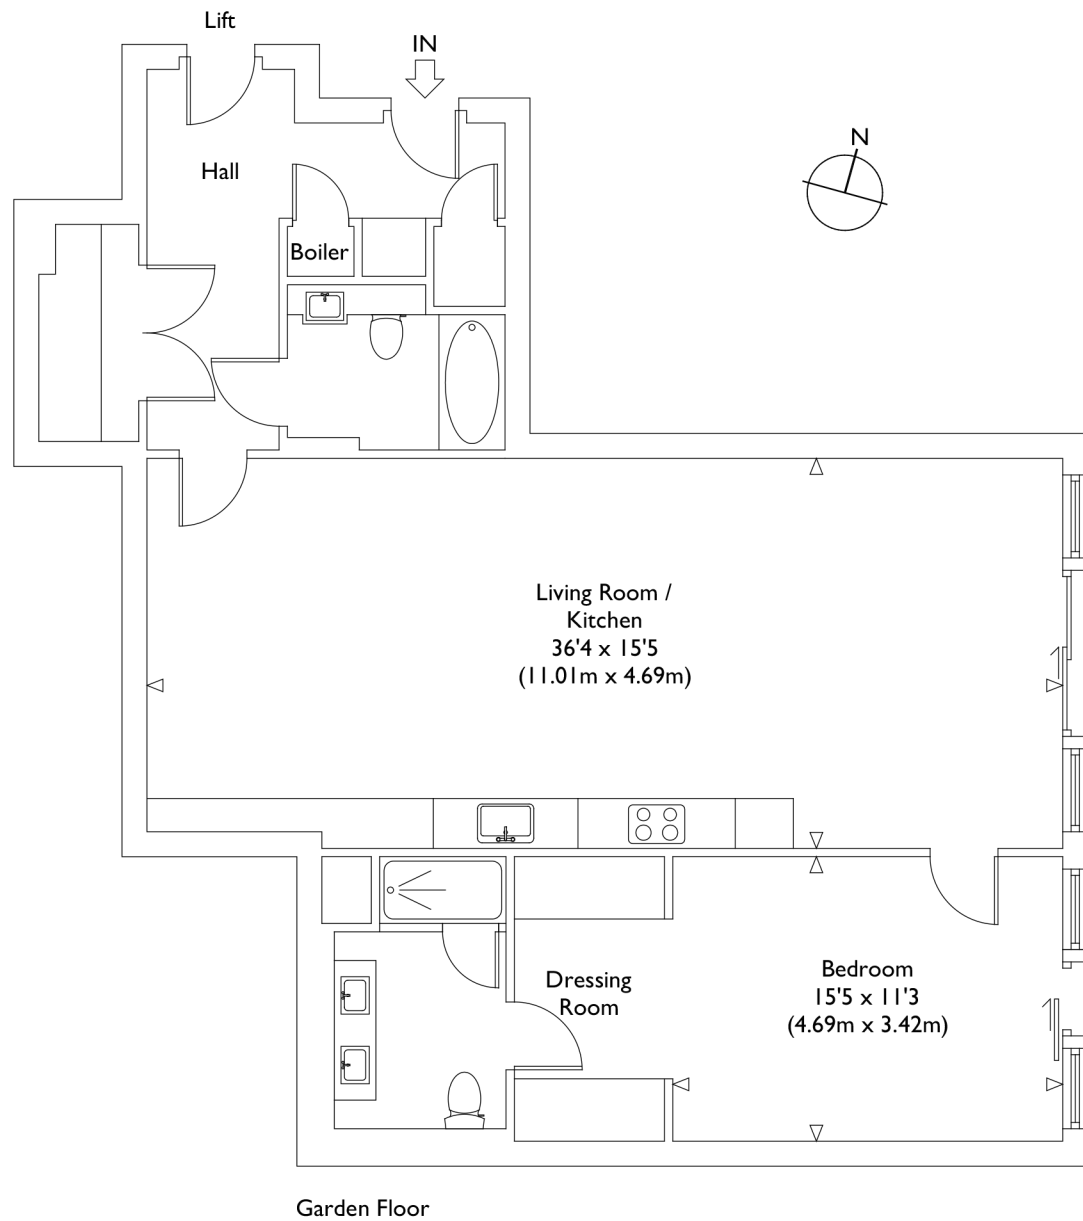 Lift
IN
N
Hall
Boiler
Living Room /
Kitchen
36'4 x 15'5
(11.01m x 4.69m)
Dressing
Room
Bedroom
15'5 x 11'3
(4.69m x 3.42m)
Garden Floor